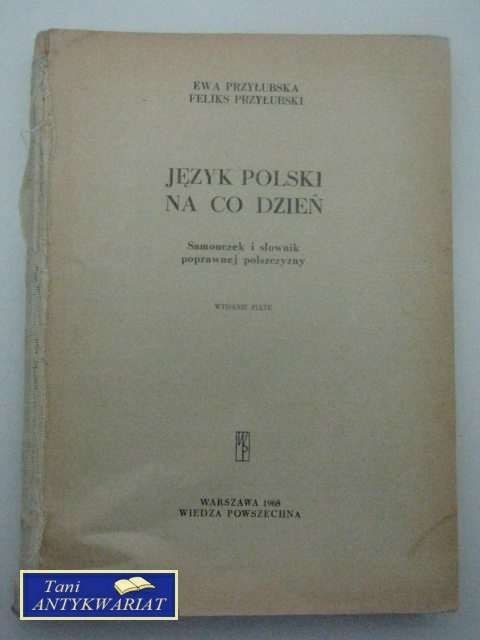 EWA PRZYŁUBSKA
FELIKS PRZYŁUBSKI
JĘZYK POLSKI
NA CO DZIEŃ
Samouczek i słownik
poprawnej polszczyzny
WYDANIE PIĄTE
WP
WARSZAWA 1968
WIEDZA POWSZECHNA
Tani
ANTYKWARIAT